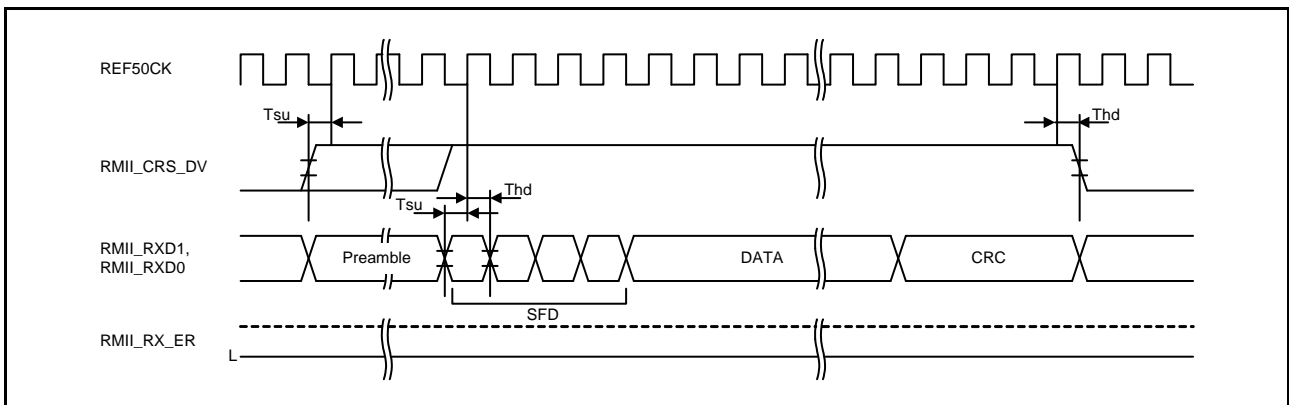 REF50CK
Tsu
Thd
RMII_CRS_DV
Thd
Tsu
RMII_RXD1,
RMII_RXD0
Preamble
DATA
CRC
SFD
RMII_RX_ER
L